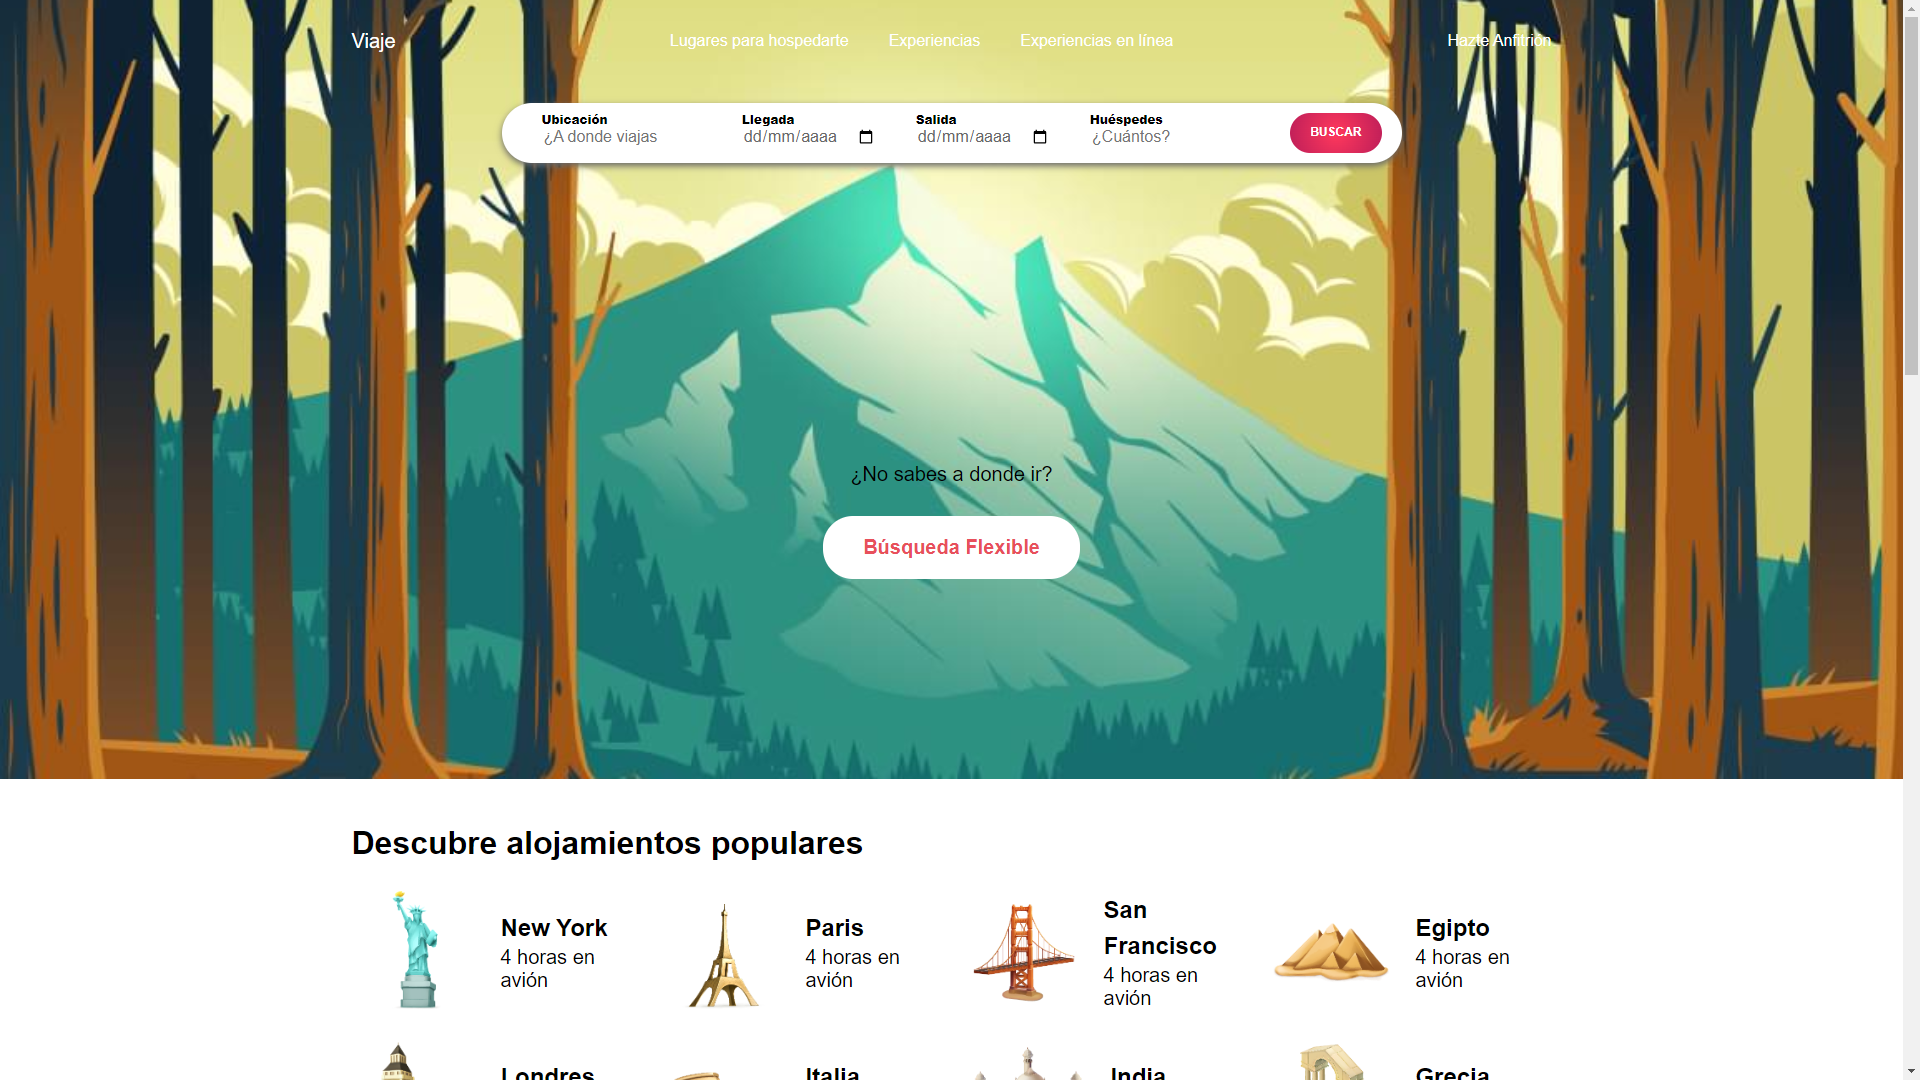 Viaje
Lugares para hospedarte
Experiencias
Experiencias en línea
Hazte Anfitrión
Ubicación
¿A donde viajas
Llegada
dd/mm/aaaa
Salida
dd/mm/aaaa
Huéspedes
¿Cuántos?
BUSCAR
¿No sabes a donde ir?
Búsqueda Flexible
Descubre alojamientos populares
New York
4 horas en
avión
Paris
4 horas en
avión
San
Francisco
4 horas en
avión
Egipto
4 horas en
avión
Londres
Italia
India
Grecia